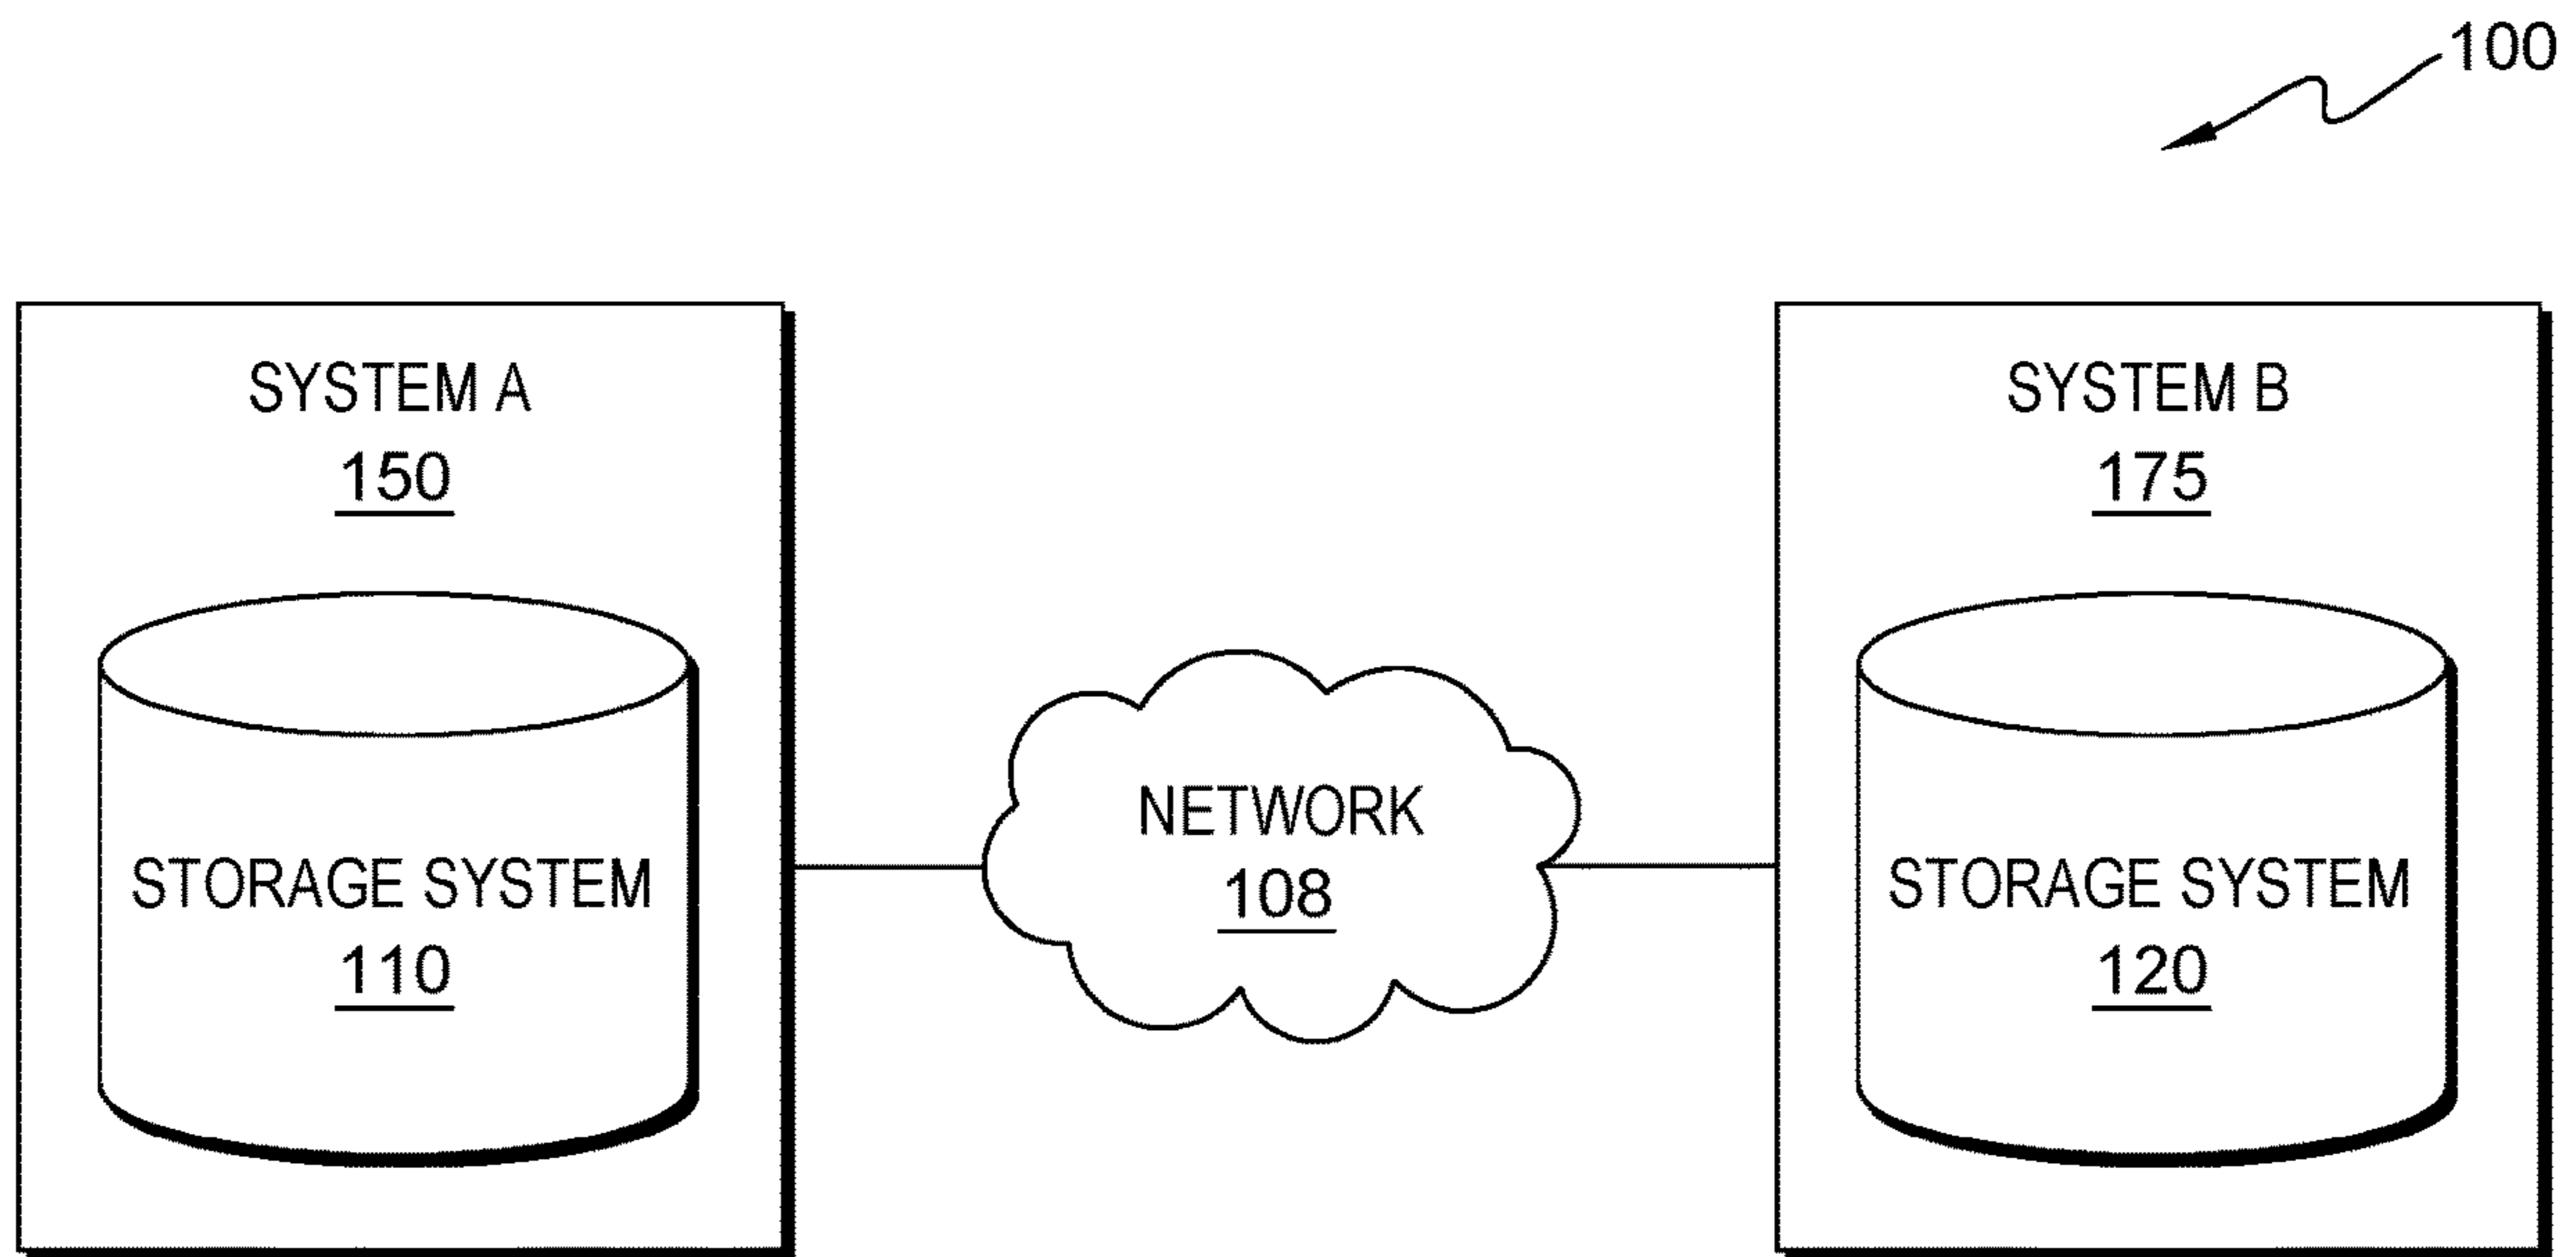 100
SYSTEM A
150
STORAGE SYSTEM
110
NETWORK
108
SYSTEM B
175
STORAGE SYSTEM
120